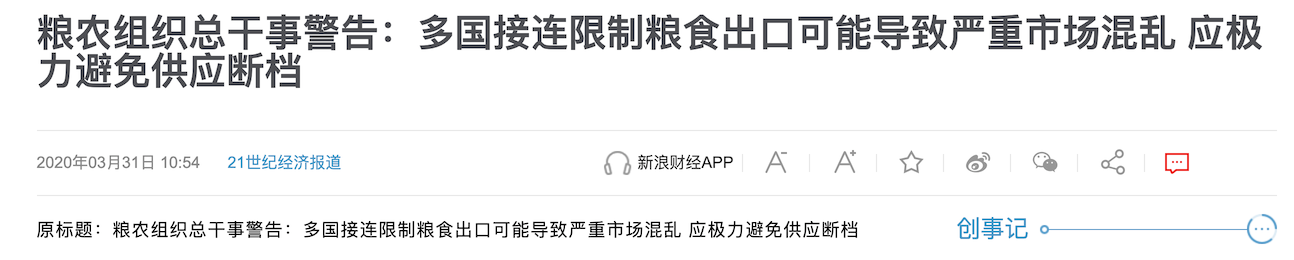 粮农组织总干事警告：多国接连限制粮食出口可能导致严重市场混乱 应极
力避免供应断档
2020年03月31日 10:54 21世纪经济报道 新浪财经APP A- A+
原标题：粮农组织总干事警告：多国接连限制粮食出口可能导致严重市场混乱 应极力避免供应断档 创事记